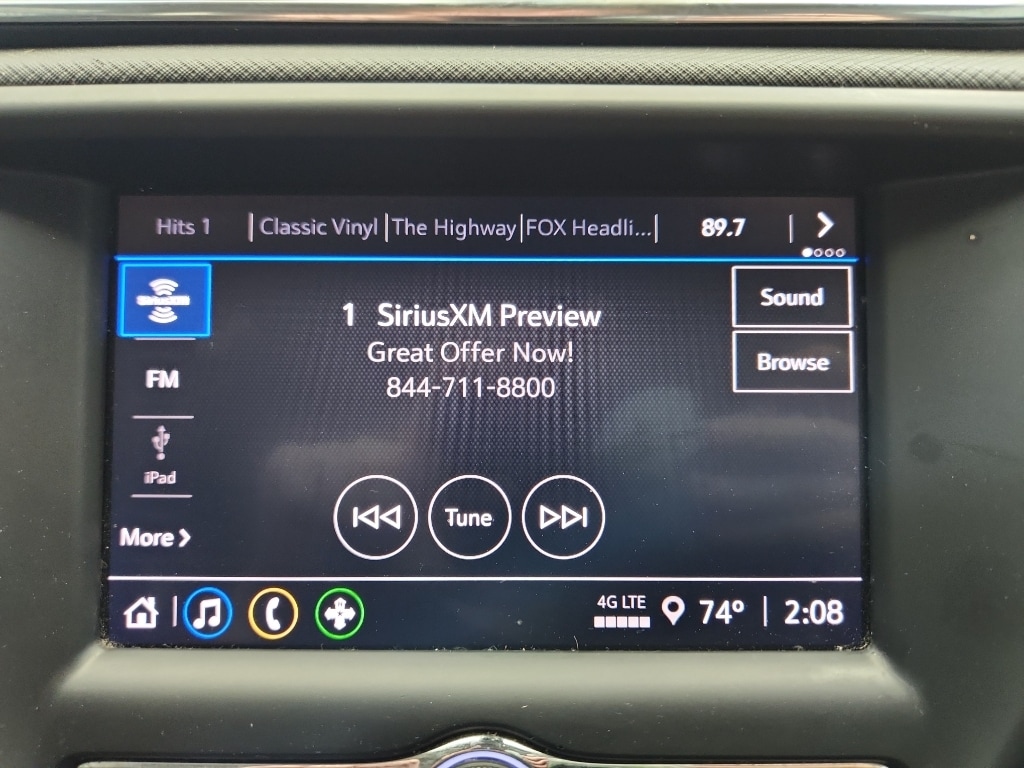 Hits 1 | Classic Vinyl | The Highway | FOX Headli... | 89.7
SiriusXM
1 SiriusXM Preview
Great Offer Now!
844-711-8800
Sound
Browse
FM
iPad
More
Tune
4G LTE
74° | 2:08